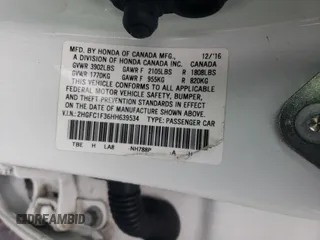 MFD. BY HONDA OF CANADA MFG., 12/'16
A DIVISION OF HONDA CANADA INC. CANADA
GVWR 3902LBS GAWR F 2105LBS R 1808LBS
GVWR 1770KG GAWR F 955KG R 820KG
THIS VEHICLE CONFORMS TO ALL APPLICABLE
FEDERAL MOTOR VEHICLE SAFETY, BUMPER,
AND THEFT PREVENTION STANDARDS IN EFFECT
ON THE DATE OF MANUFACTURE SHOWN ABOVE.
V.I.N.:2HGFC1F36HH639534 TYPE: PASSENGER CAR
TBE H LAB NH788P A
DREAMBID